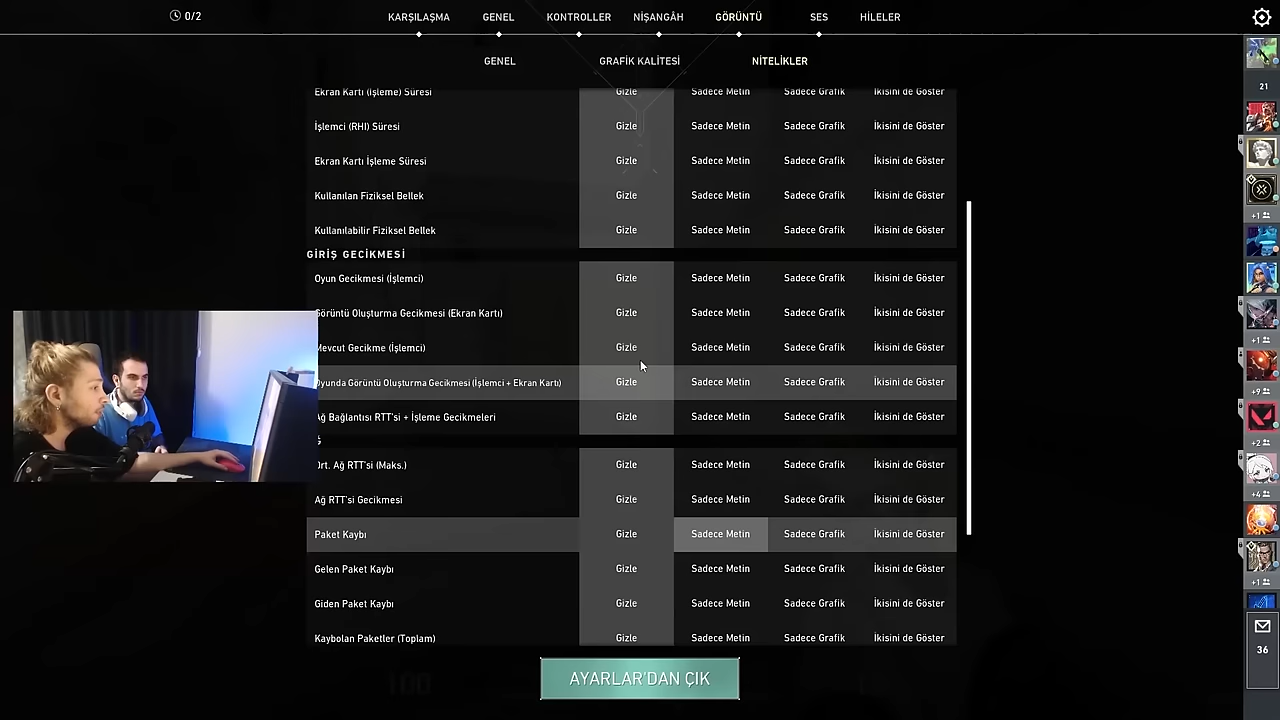 0/2
KARŞILAŞMA GENEL KONTROLLER NİŞANGÂH GÖRÜNTÜ SES HİLELER
GENEL GRAFİK KALİTESİ NİTELİKLER
Ekran Kartı (İşleme) Süresi Gizle Sadece Metin Sadece Grafik İkisini de Göster
İşlemci (RHI) Süresi Gizle Sadece Metin Sadece Grafik İkisini de Göster
Ekran Kartı İşleme Süresi Gizle Sadece Metin Sadece Grafik İkisini de Göster
Kullanılan Fiziksel Bellek Gizle Sadece Metin Sadece Grafik İkisini de Göster
Kullanılabilir Fiziksel Bellek Gizle Sadece Metin Sadece Grafik İkisini de Göster
GİRİŞ GECİKMESİ
Oyun Gecikmesi (İşlemci) Gizle Sadece Metin Sadece Grafik İkisini de Göster
Görüntü Oluşturma Gecikmesi (Ekran Kartı) Gizle Sadece Metin Sadece Grafik İkisini de Göster
Mevcut Gecikme (İşlemci) Gizle Sadece Metin Sadece Grafik İkisini de Göster
Oyunda Görüntü Oluşturma Gecikmesi (İşlemci + Ekran Kartı) Gizle Sadece Metin Sadece Grafik İkisini de Göster
Ağ Bağlantısı RTT'si + İşleme Gecikmeleri Gizle Sadece Metin Sadece Grafik İkisini de Göster
Ğ
Ort. Ağ RTT'si (Maks.) Gizle Sadece Metin Sadece Grafik İkisini de Göster
Ağ RTT'si Gecikmesi Gizle Sadece Metin Sadece Grafik İkisini de Göster
Paket Kaybı Gizle Sadece Metin Sadece Grafik İkisini de Göster
Gelen Paket Kaybı Gizle Sadece Metin Sadece Grafik İkisini de Göster
Giden Paket Kaybı Gizle Sadece Metin Sadece Grafik İkisini de Göster
Kaybolan Paketler (Toplam) Gizle Sadece Metin Sadece Grafik İkisini de Göster
AYARLAR'DAN ÇIK
100
21
+1
+1
+9
+2
+4
+1
36